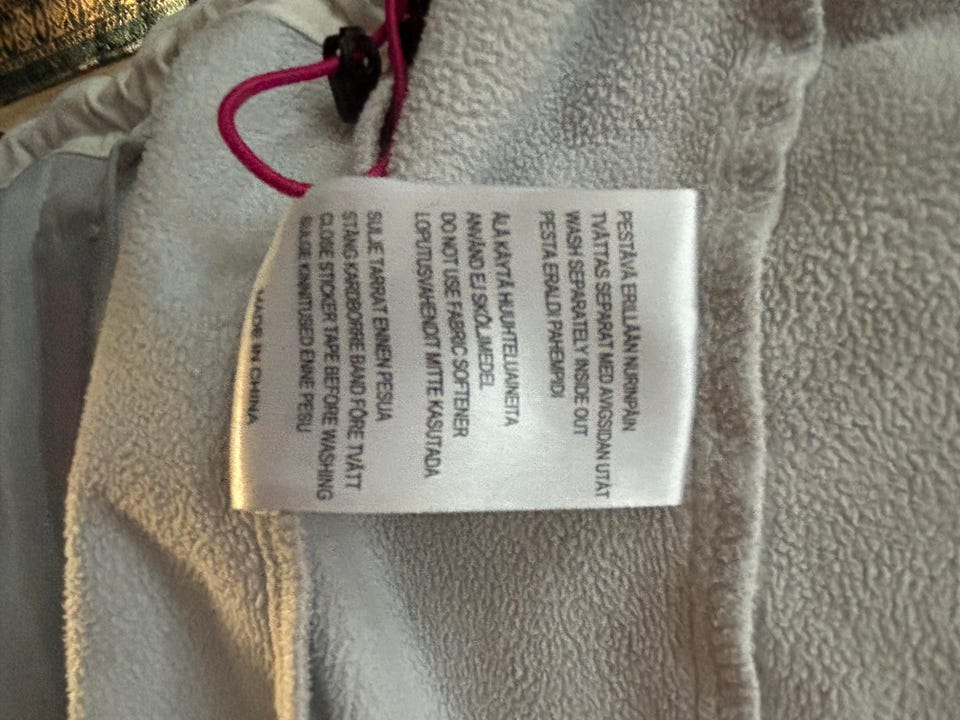 PESTÄVÄ ERILLÄÄN NURINPÄIN
TVÄTTAS SEPARAT MED AVIGSIDAN UTÅT
WASH SEPARATELY INSIDE OUT
PESTA ERALDI PAHEMPIDI
ÄLÄ KÄYTÄ HUUHTELUAINEITA
ANVÄND EJ SKÖLJMEDEL
DO NOT USE FABRIC SOFTENER
LOPUTUSVAHENDIT MITTE KASUTADA
SULJE TARRAT ENNEN PESUA
STÄNG KARDBORRE BAND FÖRE TVÄTT
CLOSE STICKER TAPE BEFORE WASHING
SULGE KINNITUSED ENNE PESU
MADE IN CHINA